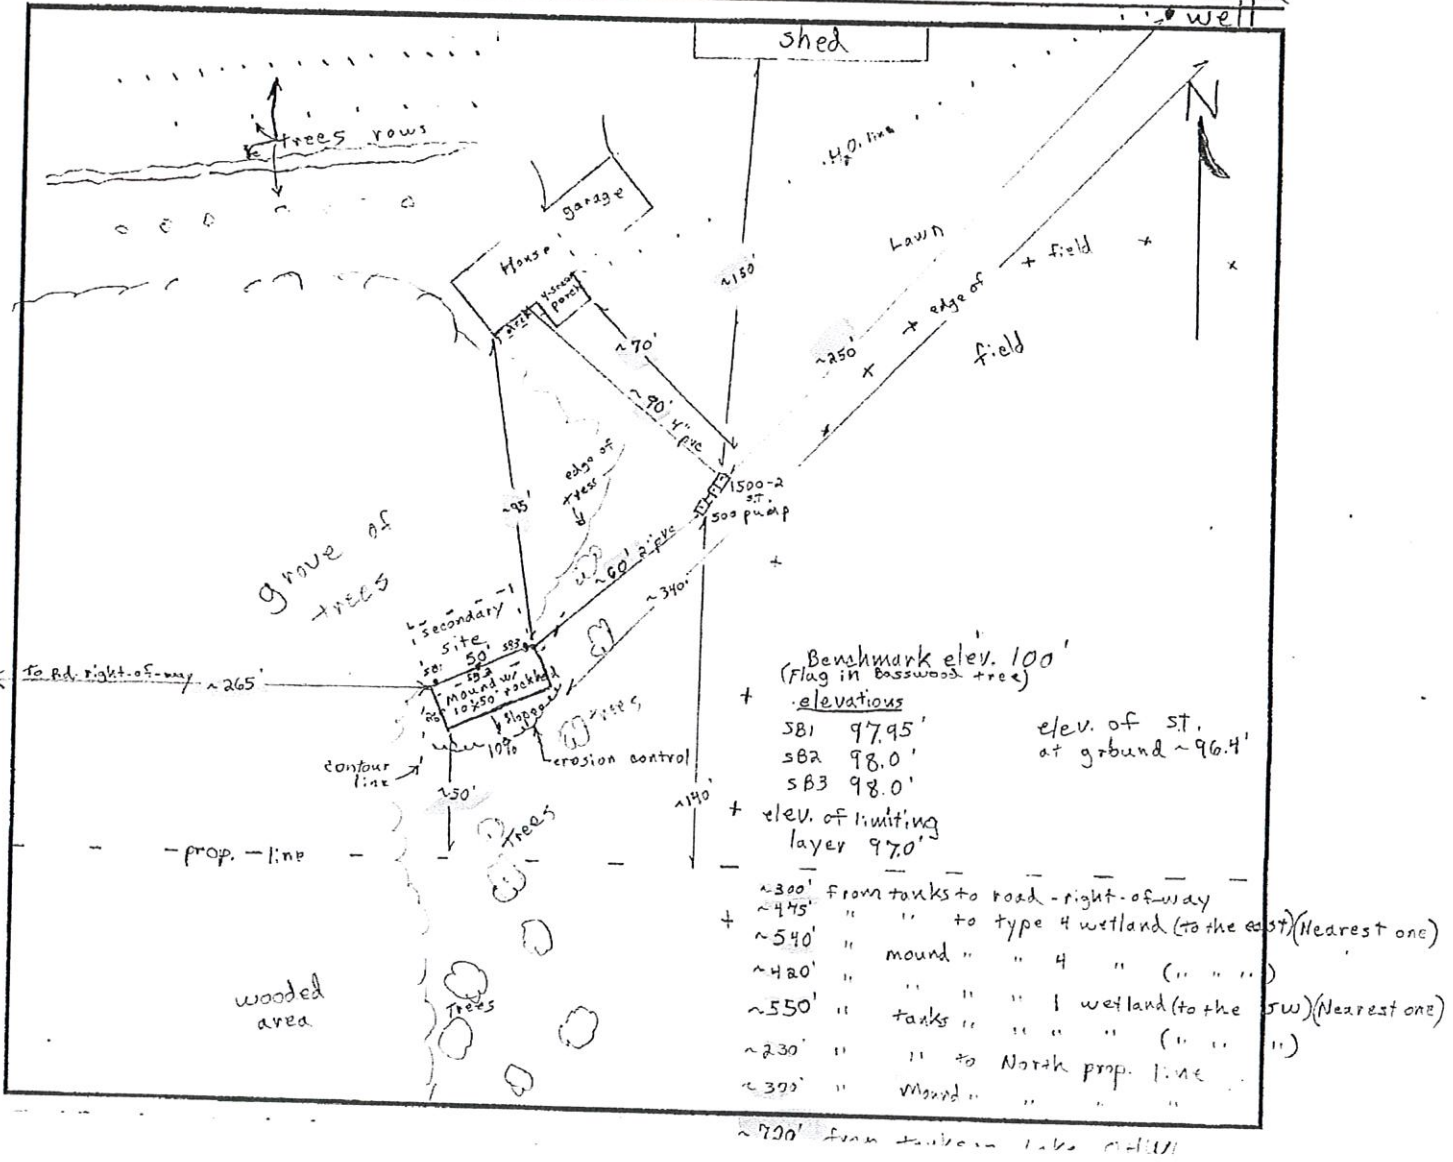 well
shed
N
trees rows
H2O. line
garage
Lawn
House
+ field
edge of
porch
~150'
field
~70'
~250'
~90' 4" pvc
edge of
~95'
1500-2
S.T.
500 pump
grove of
trees
~60' 2" pvc
~340'
secondary
site
SB3
SB1 50'
SB2
To Rd. right-of-way ~265'
Mound w/
10x50' rockbed
slope
10%
Trees
erosion control
contour
line
~50'
~140'
Benchmark elev. 100'
(Flag in Basswood tree)
elevations
SB1 97.95'
SB2 98.0'
SB3 98.0'
elev. of S.T.
at grbund ~96.4'
elev. of limiting
layer 97.0'
Trees
- prop. - line
~300' from tanks to road-right-of-way
~475' " " to type 4 wetland (to the east)(Nearest one)
~540' " mound " " 4 " (" " ")
~420' " " " 1 wetland (to the SW)(Nearest one)
~550' " tanks " " " " (" " ")
~230' " " to North prop. line
" Mound " " " "
wooded
area
Trees
~720' from